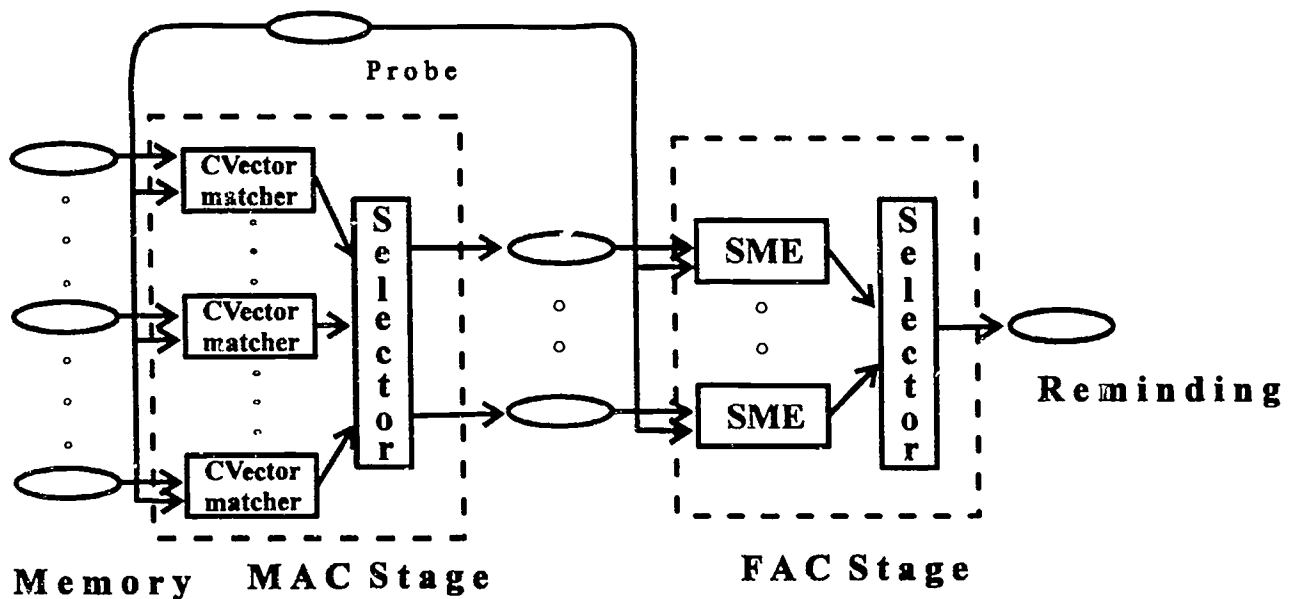 Probe
CVector
matcher
CVector
matcher
CVector
matcher
Selector
SME
SME
Selector
Reminding
Memory
MAC Stage
FAC Stage